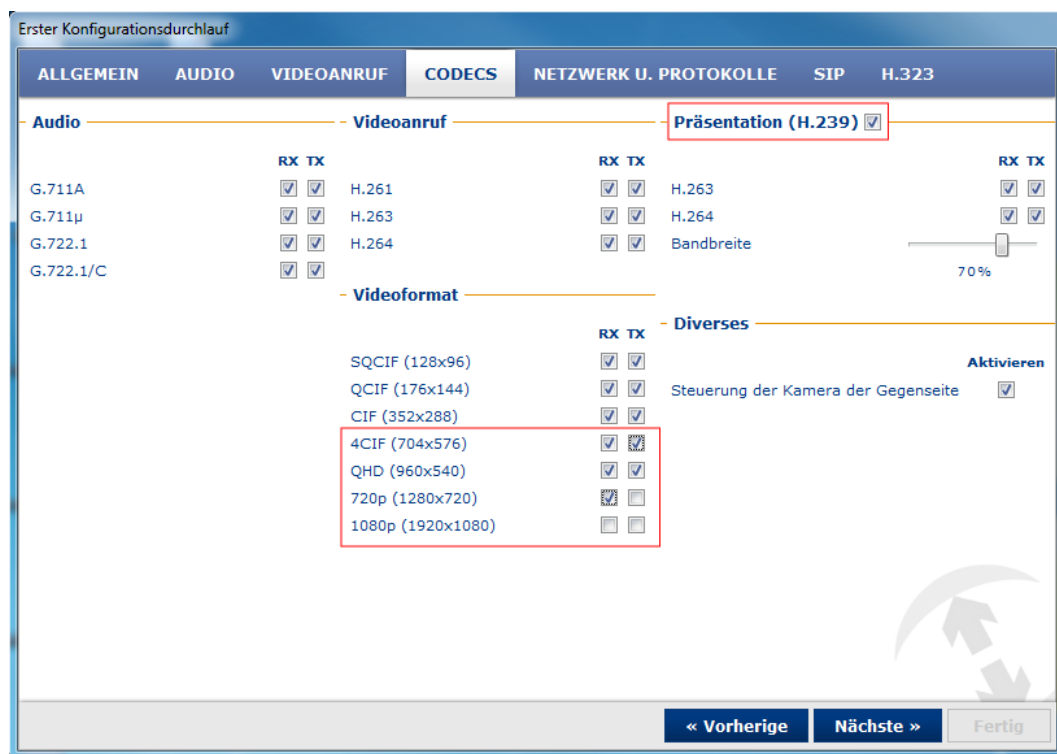 Erster Konfigurationsdurchlauf
ALLGEMEIN AUDIO VIDEOANRUF CODECS NETZWERK U. PROTOKOLLE SIP H.323
Audio
RX TX
G.711A
G.711µ
G.722.1
G.722.1/C
Videoanruf
RX TX
H.261
H.263
H.264
Videoformat
RX TX
SQCIF (128x96)
QCIF (176x144)
CIF (352x288)
4CIF (704x576)
QHD (960x540)
720p (1280x720)
1080p (1920x1080)
Präsentation (H.239)
RX TX
H.263
H.264
Bandbreite
70%
Diverses
Aktivieren
Steuerung der Kamera der Gegenseite
« Vorherige Nächste » Fertig